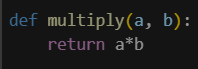 def multiply(a, b):
    return a*b